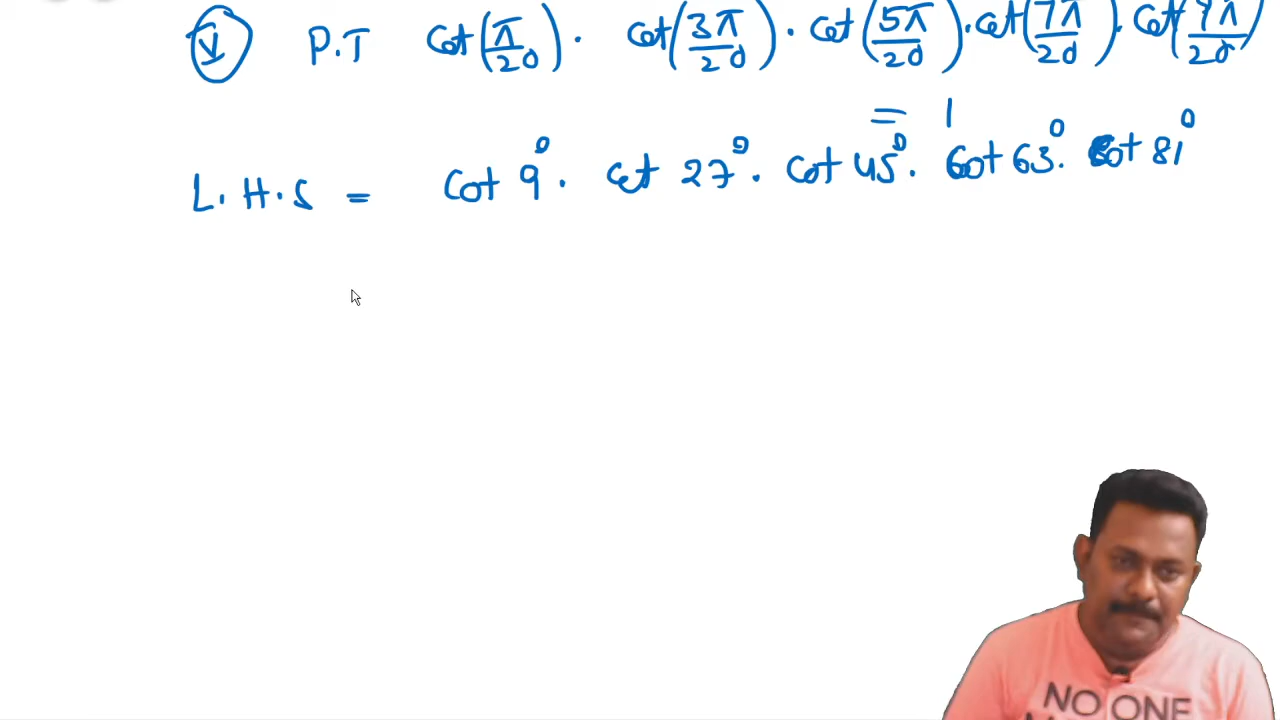 V P.T Cot(π/20) · Cot(3π/20) · Cot(5π/20) · Cot(7π/20) · Cot(9π/20)
= 1
L.H.S = Cot 9° · Cot 27° · Cot 45° · Cot 63° · Cot 81°
NO ONE